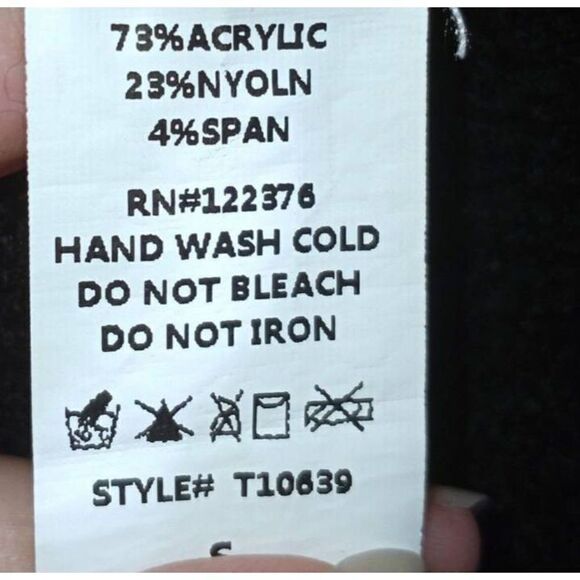 73%ACRYLIC
23%NYOLN
4%SPAN
RN#122376
HAND WASH COLD
DO NOT BLEACH
DO NOT IRON
STYLE# T10639